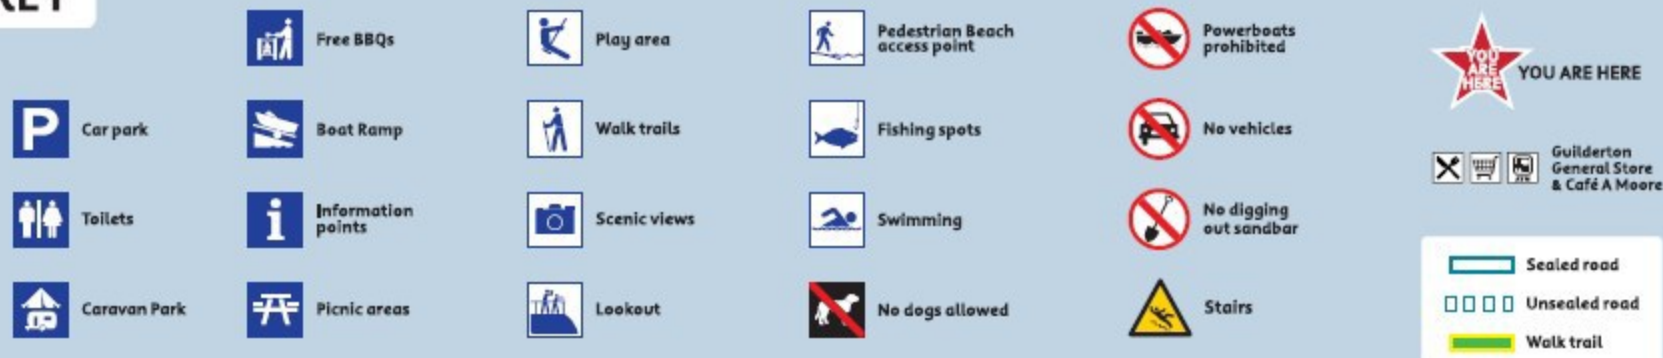 Free BBQs
Play area
Pedestrian Beach
access point
Powerboats
prohibited
YOU
ARE
HERE
YOU ARE HERE
P
Car park
Boat Ramp
Walk trails
Fishing spots
No vehicles
Guilderton
General Store
& Café A Moore
Toilets
i
Information
points
Scenic views
Swimming
No digging
out sandbar
Caravan Park
Picnic areas
Lookout
No dogs allowed
Stairs
Sealed road
Unsealed road
Walk trail